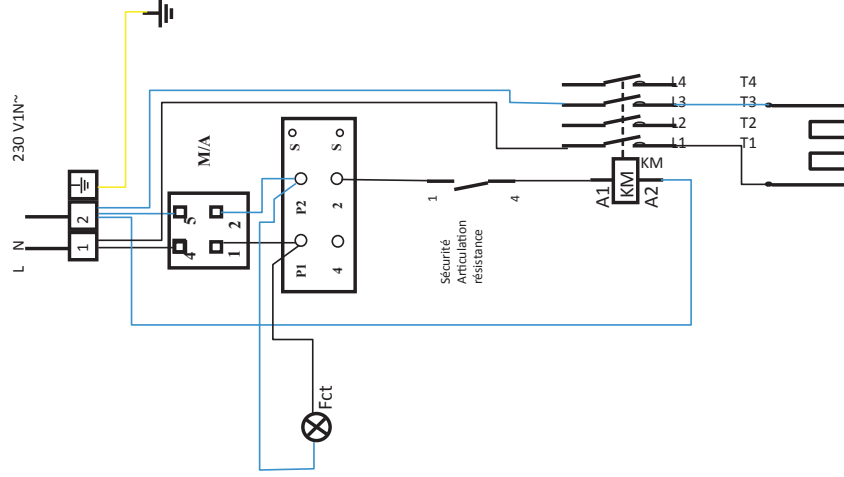 230 V1N~
L N
1
2
M/A
4
5
1
2
P1
P2
S
4
2
S
Fct
Sécurité
Articulation
résistance
1
4
A1
KM
A2
KM
L4
L3
L2
L1
T4
T3
T2
T1